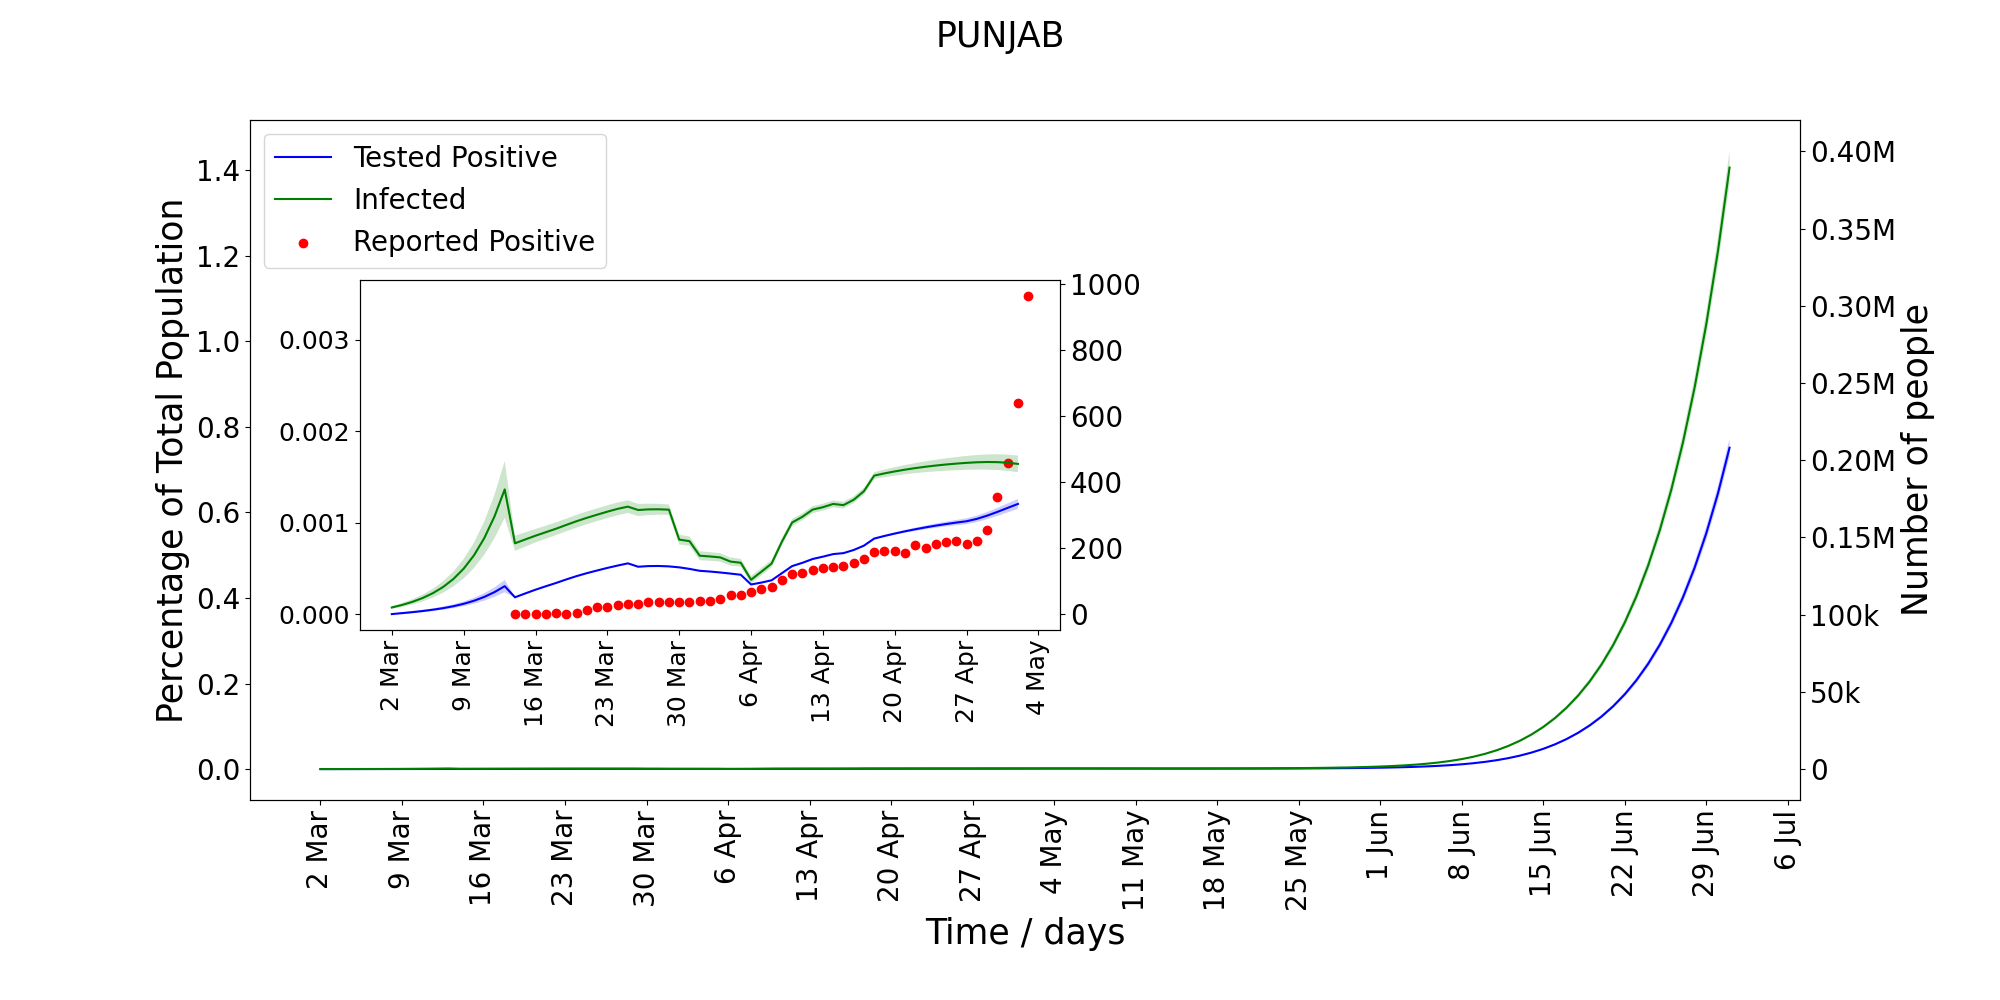 PUNJAB
Tested Positive
Infected
Reported Positive
Percentage of Total Population
1.4
1.2
1.0
0.8
0.6
0.4
0.2
0.0
0.003
0.002
0.001
0.000
1000
800
600
400
200
0
2 Mar
9 Mar
16 Mar
23 Mar
30 Mar
6 Apr
13 Apr
20 Apr
27 Apr
4 May
0.40M
0.35M
0.30M
0.25M
0.20M
0.15M
100k
50k
0
Number of people
2 Mar
9 Mar
16 Mar
23 Mar
30 Mar
6 Apr
13 Apr
20 Apr
27 Apr
4 May
11 May
18 May
25 May
1 Jun
8 Jun
15 Jun
22 Jun
29 Jun
6 Jul
Time / days